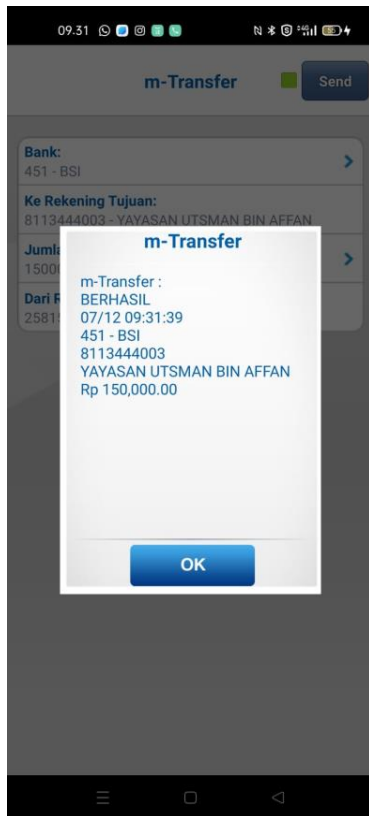 09.31
m-Transfer
Send
Bank:
451 - BSI
Ke Rekening Tujuan:
8113444003 - YAYASAN UTSMAN BIN AFFAN
m-Transfer
m-Transfer :
BERHASIL
07/12 09:31:39
451 - BSI
8113444003
YAYASAN UTSMAN BIN AFFAN
Rp 150,000.00
OK